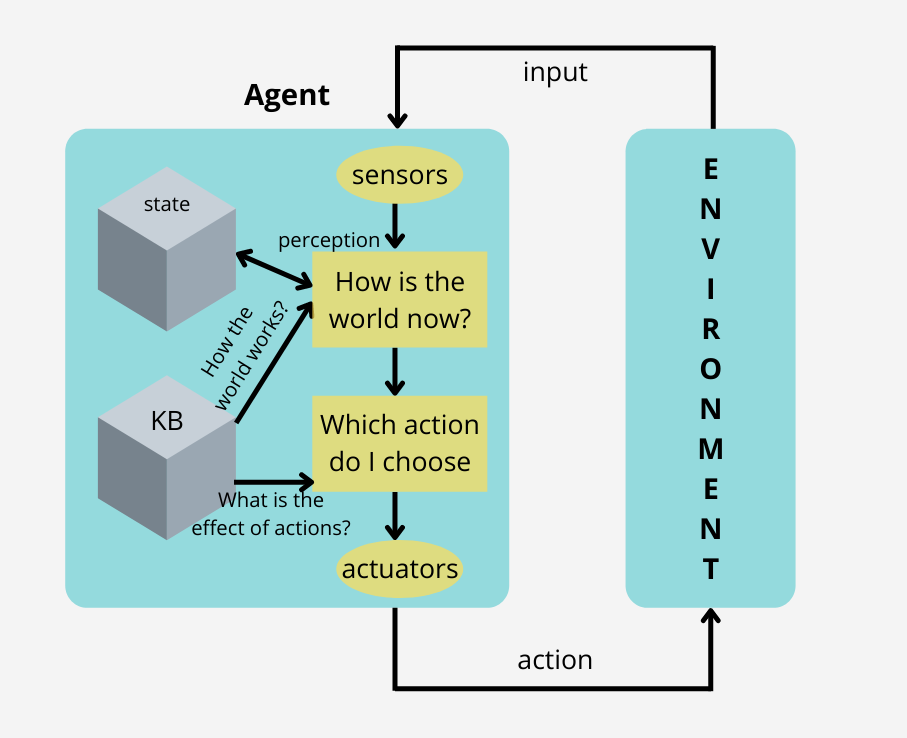 input
Agent
sensors
state
perception
How is the
world now?
How the
world works?
KB
Which action
do I choose
What is the
effect of actions?
actuators
action
E
N
V
I
R
O
N
M
E
N
T